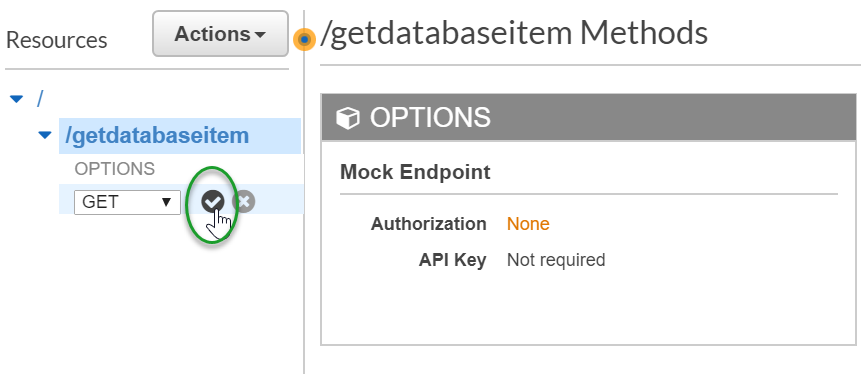 Resources
Actions
/
/getdatabaseitem
OPTIONS
GET
/getdatabaseitem Methods
OPTIONS
Mock Endpoint
Authorization None
API Key Not required